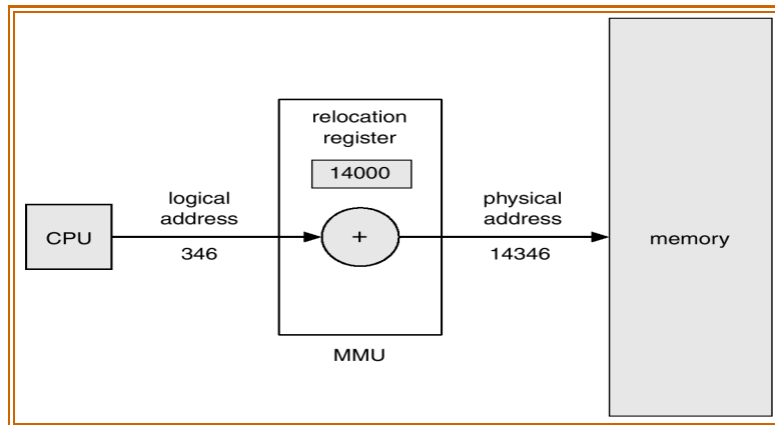 relocation
register
14000
logical
address
346
CPU
+
physical
address
14346
memory
MMU